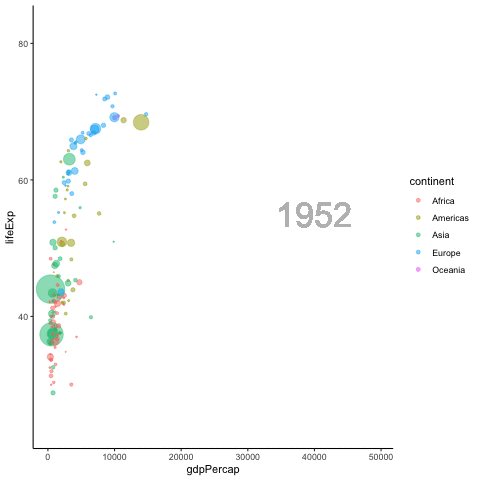 80
60
40
lifeExp
1952
0
10000
20000
30000
40000
50000
gdpPercap
continent
Africa
Americas
Asia
Europe
Oceania